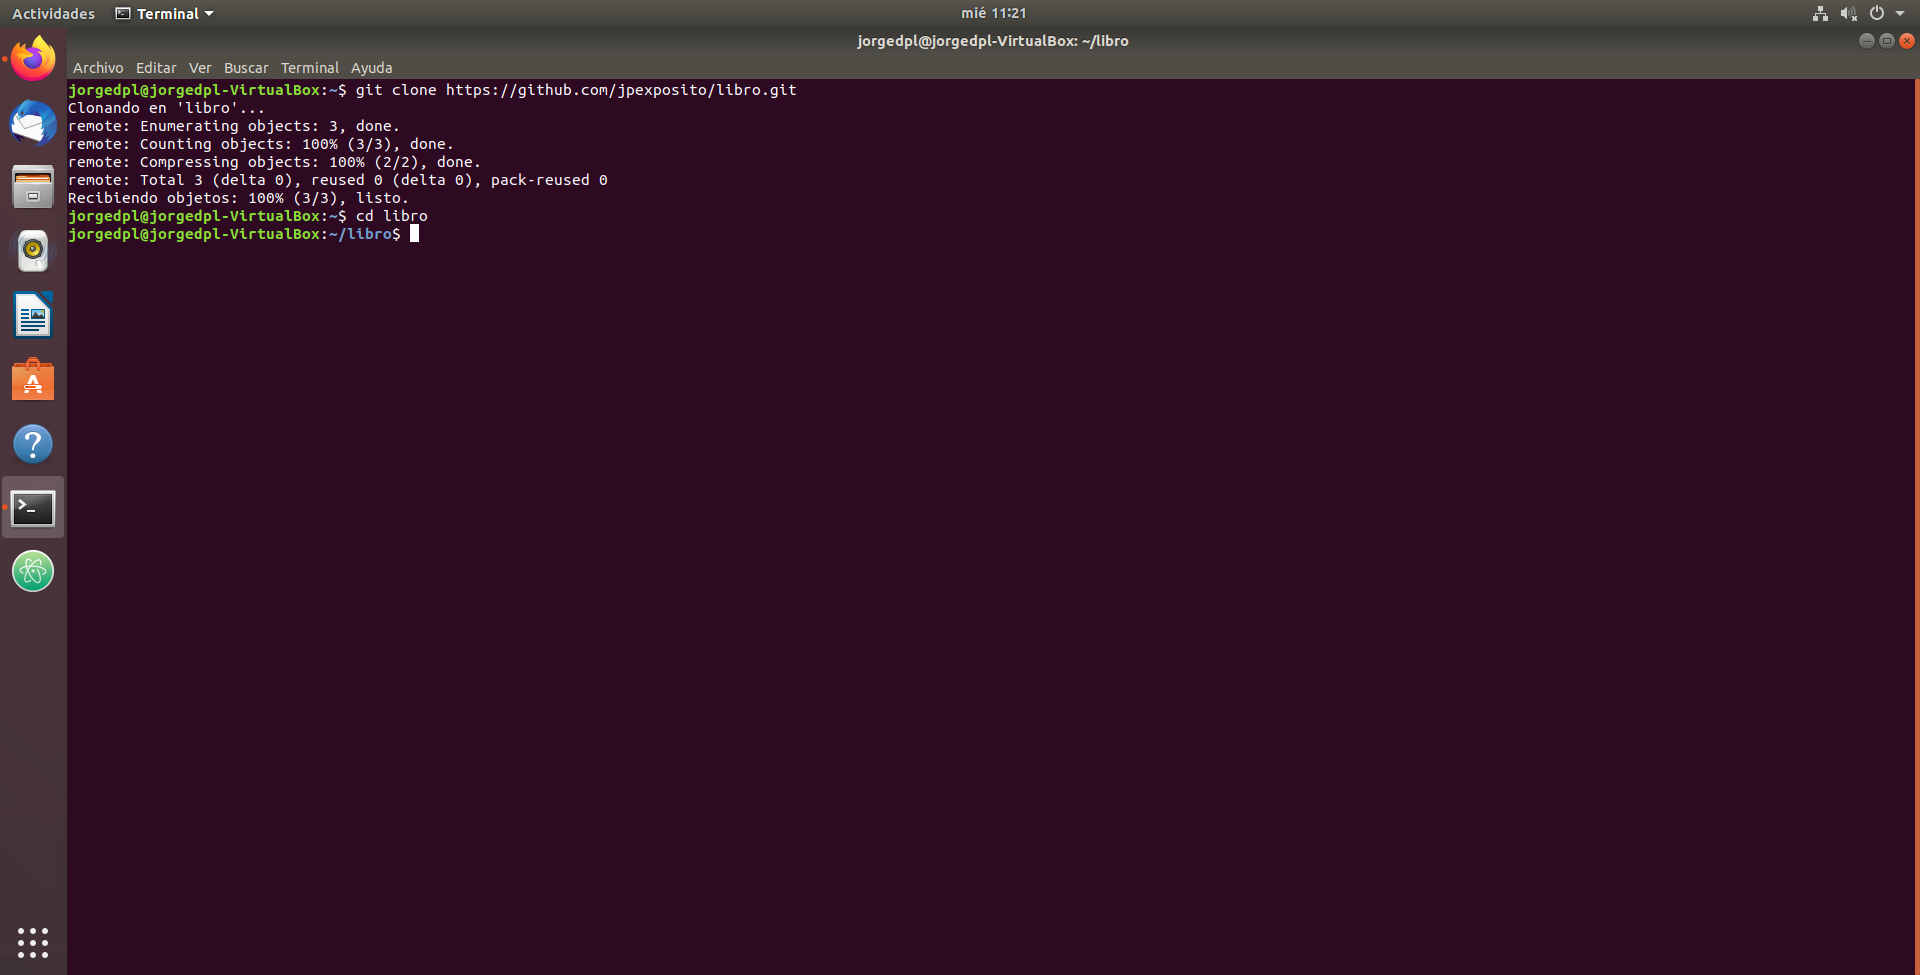 Actividades Terminal mié 11:21
jorgedpl@jorgedpl-VirtualBox: ~/libro
Archivo Editar Ver Buscar Terminal Ayuda
jorgedpl@jorgedpl-VirtualBox:~$ git clone https://github.com/jpexposito/libro.git
Clonando en 'libro'...
remote: Enumerating objects: 3, done.
remote: Counting objects: 100% (3/3), done.
remote: Compressing objects: 100% (2/2), done.
remote: Total 3 (delta 0), reused 0 (delta 0), pack-reused 0
Recibiendo objetos: 100% (3/3), listo.
jorgedpl@jorgedpl-VirtualBox:~$ cd libro
jorgedpl@jorgedpl-VirtualBox:~/libro$